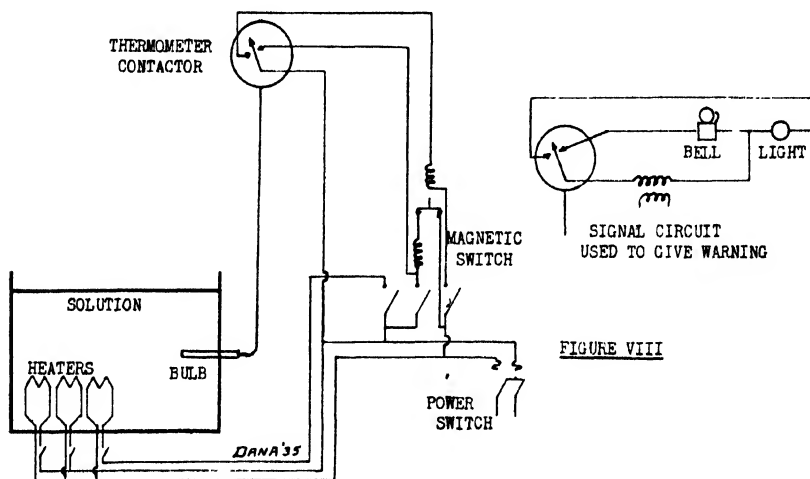 THERMOMETER
CONTACTOR
BELL
LIGHT
SIGNAL CIRCUIT
USED TO GIVE WARNING
MAGNETIC
SWITCH
SOLUTION
HEATERS
BULB
FIGURE VIII
POWER
SWITCH
DANA'35